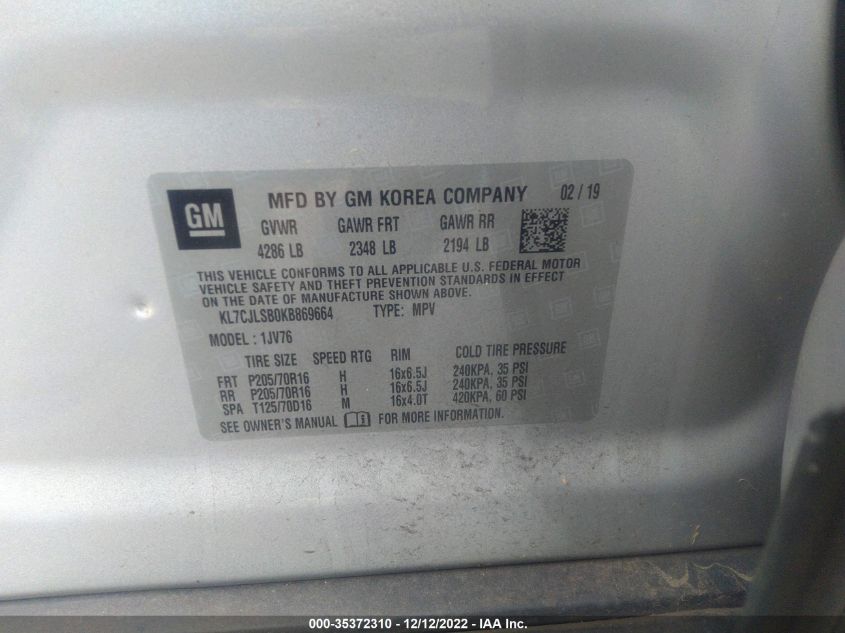 GM
MFD BY GM KOREA COMPANY 02 / 19
GVWR GAWR FRT GAWR RR
4286 LB 2348 LB 2194 LB
THIS VEHICLE CONFORMS TO ALL APPLICABLE U.S. FEDERAL MOTOR
VEHICLE SAFETY AND THEFT PREVENTION STANDARDS IN EFFECT
ON THE DATE OF MANUFACTURE SHOWN ABOVE.
KL7CJLSB0KB869664 TYPE: MPV
MODEL : 1JV76
TIRE SIZE SPEED RTG RIM COLD TIRE PRESSURE
FRT P205/70R16 H 16x6.5J 240KPA, 35 PSI
RR P205/70R16 H 16x6.5J 240KPA, 35 PSI
SPA T125/70D16 M 16x4.0T 420KPA, 60 PSI
SEE OWNER'S MANUAL FOR MORE INFORMATION.
000-35372310 - 12/12/2022 - IAA Inc.